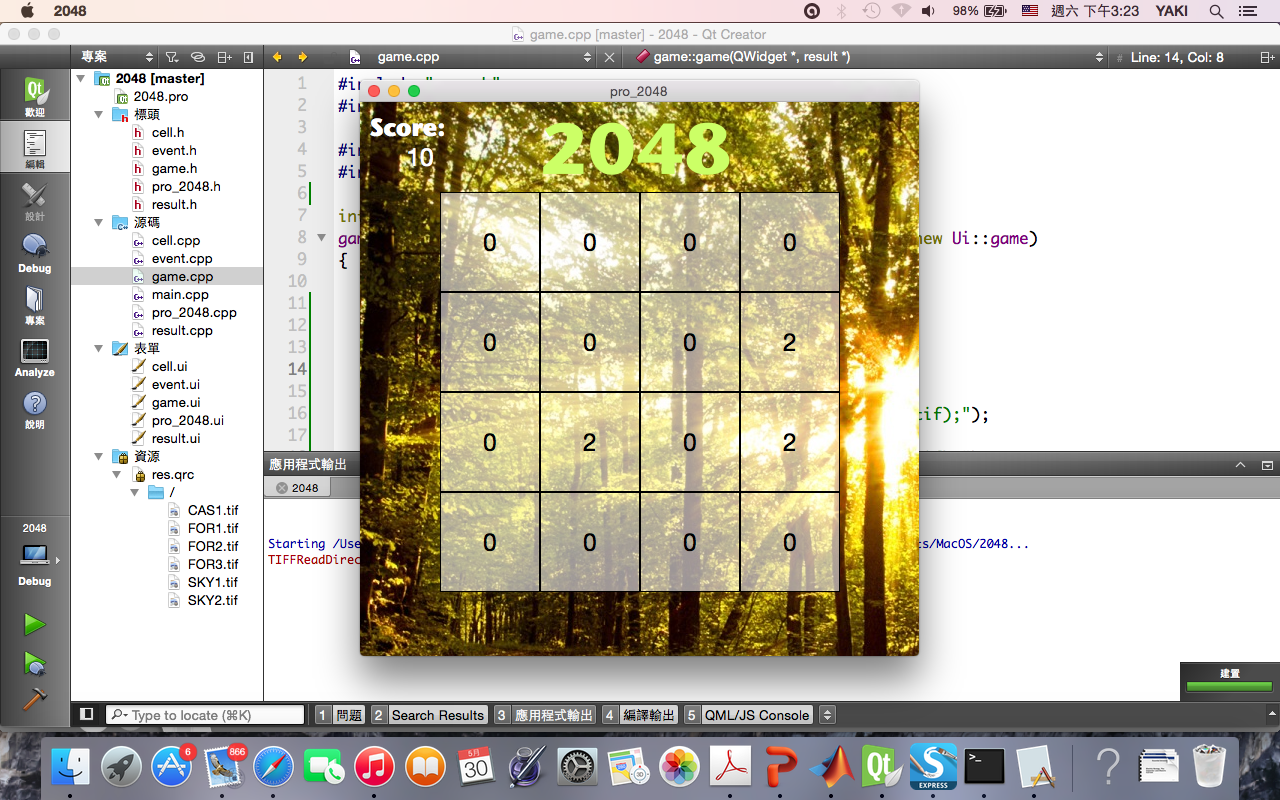 2048
98%
週六 下午3:23
YAKI
game.cpp [master] - 2048 - Qt Creator
專案
game.cpp
game::game(QWidget *, result *)
# Line: 14, Col: 8
歡迎
編輯
設計
Debug
專案
Analyze
說明
2048
Debug
2048 [master]
2048.pro
標頭
cell.h
event.h
game.h
pro_2048.h
result.h
源碼
cell.cpp
event.cpp
game.cpp
main.cpp
pro_2048.cpp
result.cpp
表單
cell.ui
event.ui
game.ui
pro_2048.ui
result.ui
資源
res.qrc
/
CAS1.tif
FOR1.tif
FOR2.tif
FOR3.tif
SKY1.tif
SKY2.tif
1
2
3
4
5
6
7
8
9
10
11
12
13
14
15
16
17
{
new Ui::game)
tif);");
pro_2048
Score:
10
2048
0 0 0 0
0 0 0 2
0 2 0 2
0 0 0 0
應用程式輸出
2048
Starting /Use
s/MacOS/2048...
TIFFReadDirec
建置
Type to locate (⌘K)
1 問題
2 Search Results
3 應用程式輸出
4 編譯輸出
5 QML/JS Console
6
866
5月
30
Qt
S
EXPRESS